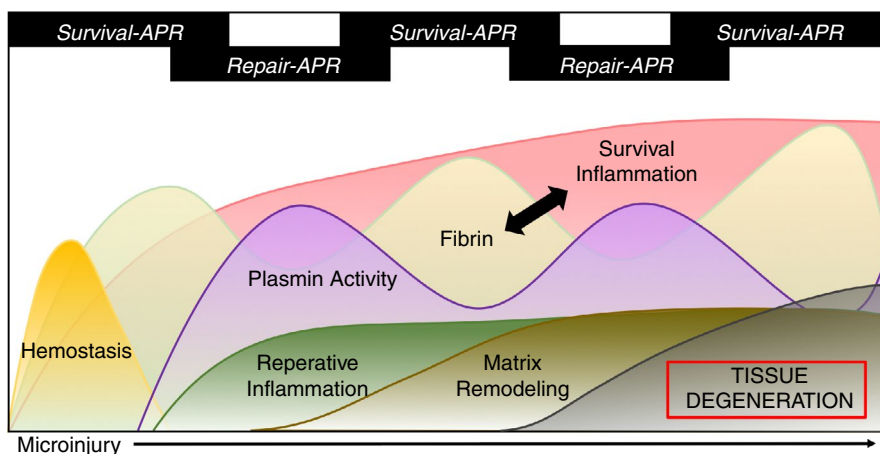 Survival-APR
Survival-APR
Survival-APR
Repair-APR
Repair-APR
Survival
Inflammation
Fibrin
Plasmin Activity
Hemostasis
Reperative
Inflammation
Matrix
Remodeling
TISSUE
DEGENERATION
Microinjury